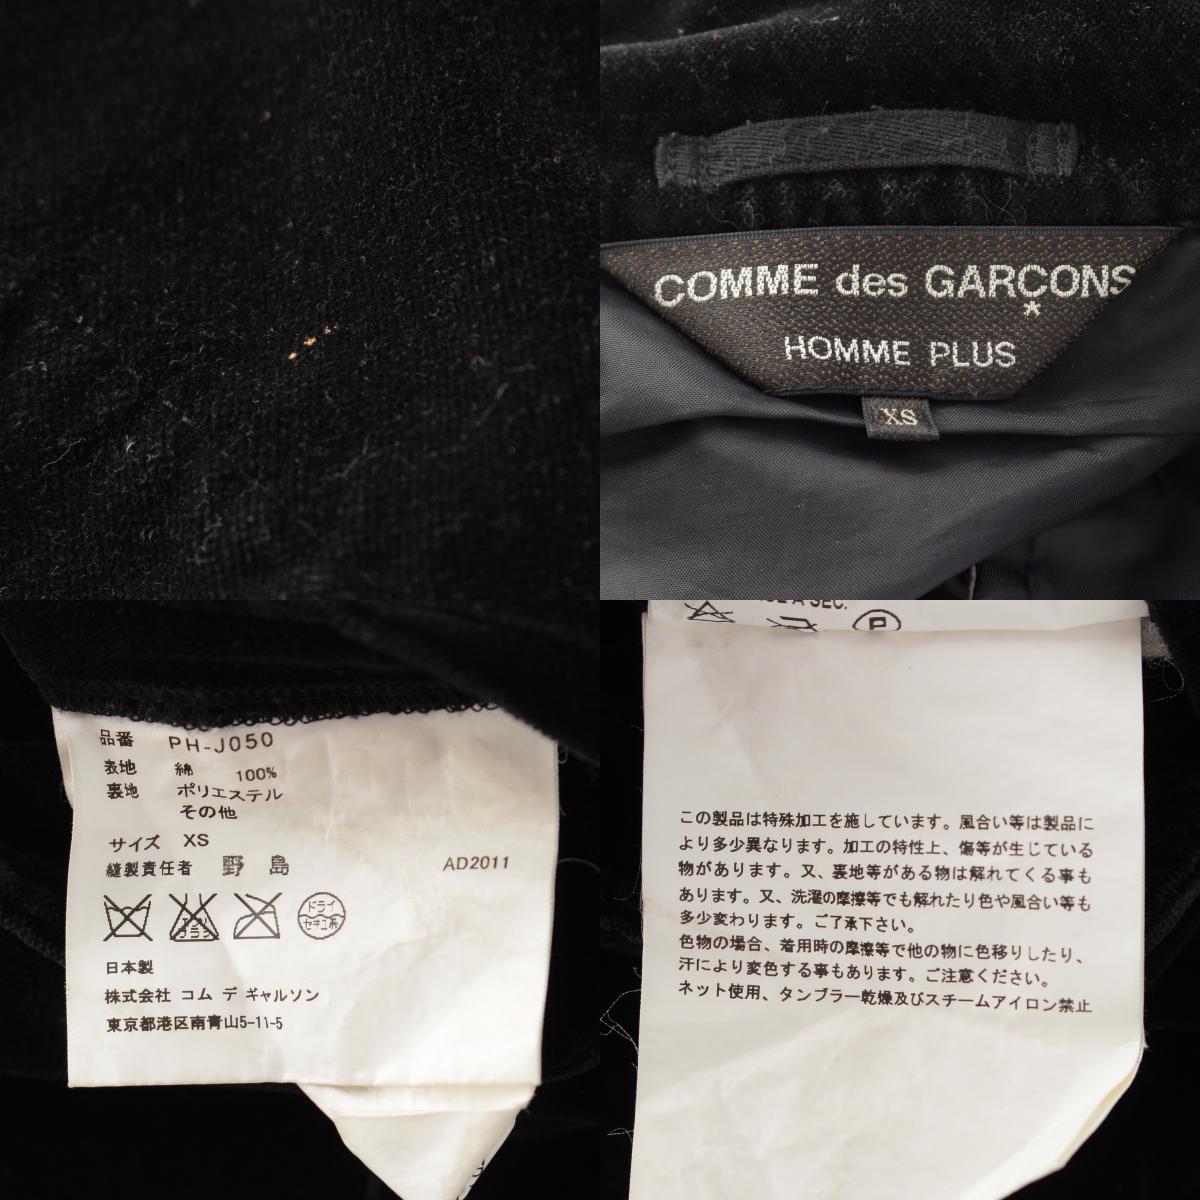 COMME des GARÇONS
HOMME PLUS
XS
品番 PH-J050
表地 綿 100%
裏地 ポリエステル
その他
サイズ XS
縫製責任者 野島
AD2011
ドライ
セキユ系
日本製
株式会社 コム デ ギャルソン
東京都港区南青山5-11-5
A SEC.
P
この製品は特殊加工を施しています。風合い等は製品に
より多少異なります。加工の特性上、傷等が生じている
物があります。又、裏地等がある物は解れてくる事も
あります。又、洗濯の摩擦等でも解れたり色や風合い等も
多少変わります。ご了承下さい。
色物の場合、着用時の摩擦等で他の物に色移りしたり、
汗により変色する事もあります。ご注意ください。
ネット使用、タンブラー乾燥及びスチームアイロン禁止